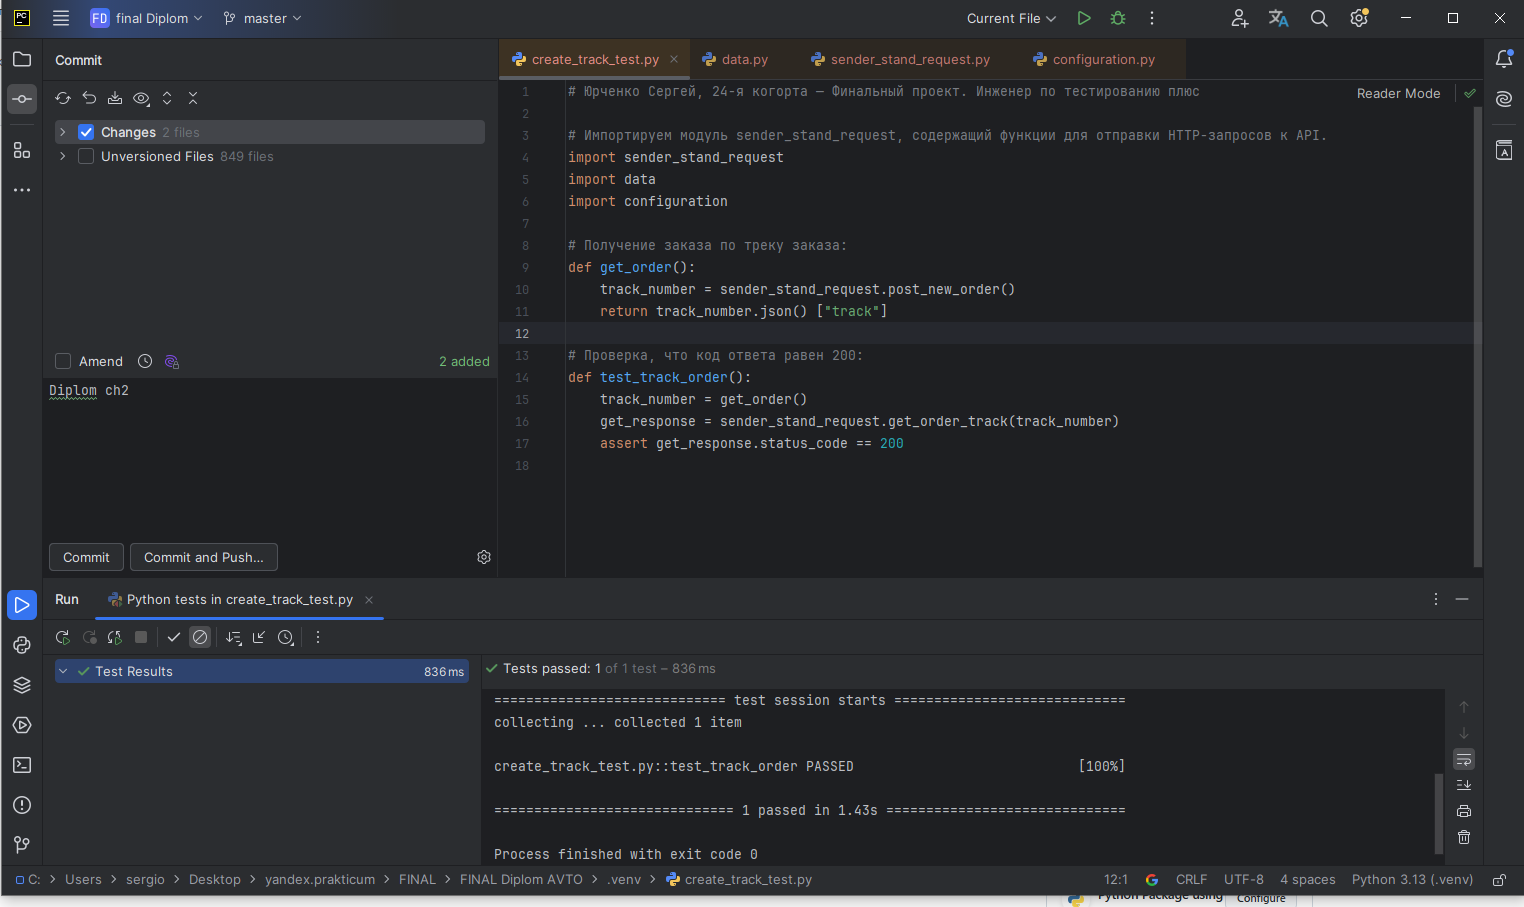 PC FD final Diplom master Current File
Commit
create_track_test.py data.py sender_stand_request.py configuration.py
Changes 2 files
Unversioned Files 849 files
Amend 2 added
Diplom ch2
Commit Commit and Push...
Reader Mode
1 # Юрченко Сергей, 24-я когорта — Финальный проект. Инженер по тестированию плюс
2
3 # Импортируем модуль sender_stand_request, содержащий функции для отправки HTTP-запросов к API.
4 import sender_stand_request
5 import data
6 import configuration
7
8 # Получение заказа по треку заказа:
9 def get_order():
10 track_number = sender_stand_request.post_new_order()
11 return track_number.json() ["track"]
12
13 # Проверка, что код ответа равен 200:
14 def test_track_order():
15 track_number = get_order()
16 get_response = sender_stand_request.get_order_track(track_number)
17 assert get_response.status_code == 200
18
Run Python tests in create_track_test.py
Test Results 836 ms
Tests passed: 1 of 1 test – 836 ms
============================= test session starts =============================
collecting ... collected 1 item
create_track_test.py::test_track_order PASSED [100%]
============================== 1 passed in 1.43s ==============================
Process finished with exit code 0
C: > Users > sergio > Desktop > yandex.prakticum > FINAL > FINAL Diplom AVTO > .venv > create_track_test.py 12:1 G CRLF UTF-8 4 spaces Python 3.13 (.venv)
Python Package using Configure